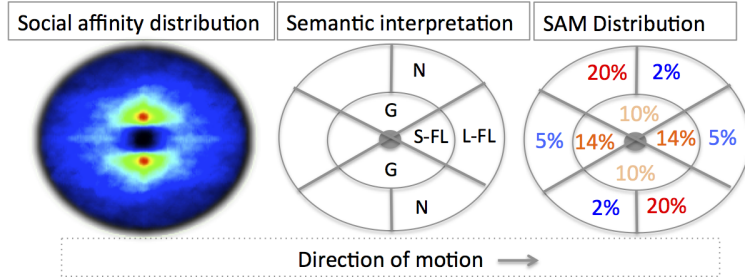 Social affinity distribution
Semantic interpretation
SAM Distribution
N
G
S-FL L-FL
G
N
20% 2%
10%
5% 14% 14% 5%
10%
2% 20%
Direction of motion